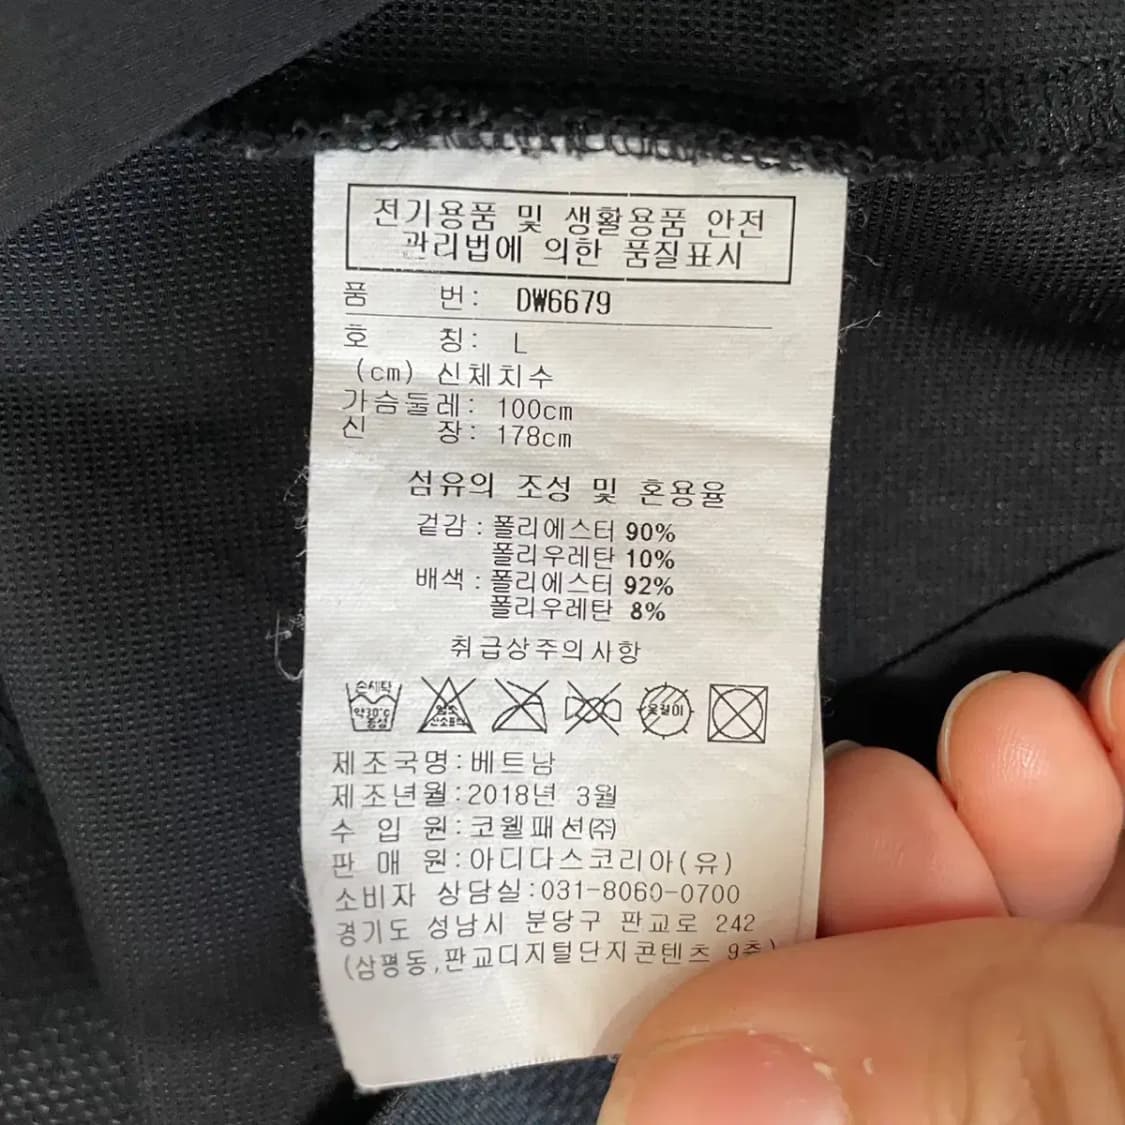 전기용품 및 생활용품 안전
관리법에 의한 품질표시
품 번: DW6679
호 칭: L
(cm) 신체치수
가슴둘레: 100cm
신 장: 178cm
섬유의 조성 및 혼용율
겉감: 폴리에스터 90%
폴리우레탄 10%
배색: 폴리에스터 92%
폴리우레탄 8%
취급상주의사항
손세탁
약30℃
중성
염소
산소표백
옷걸이
제조국명:베트남
제조년월:2018년 3월
수 입 원:코웰패션(주)
판 매 원:아디다스코리아(유)
소비자 상담실:031-8060-0700
경기도 성남시 분당구 판교로 242
(삼평동,판교디지털단지콘텐츠 9층)